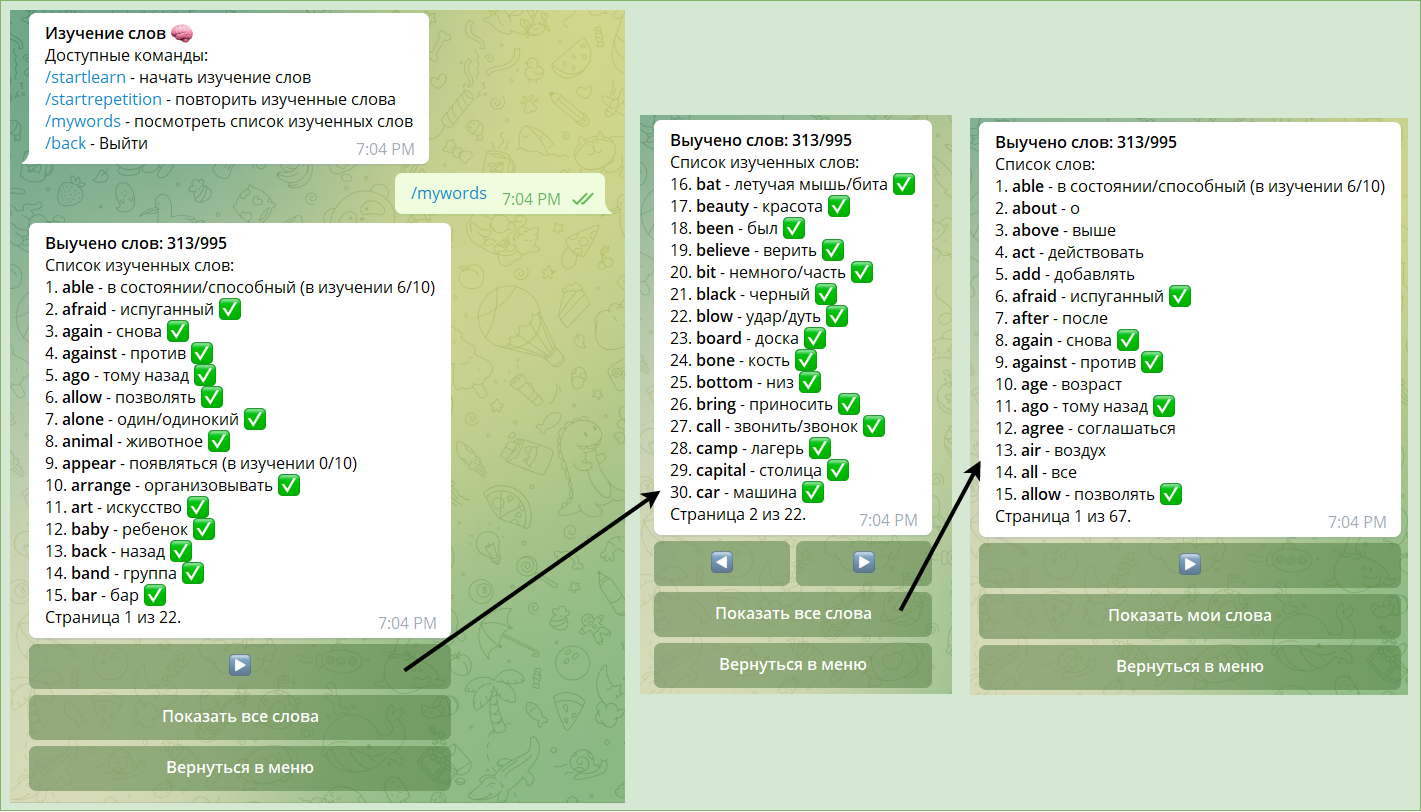 Изучение слов 🧠
Доступные команды:
/startlearn - начать изучение слов
/startrepetition - повторить изученные слова
/mywords - посмотреть список изученных слов
/back - Выйти
7:04 PM
/mywords 7:04 PM
Выучено слов: 313/995
Список изученных слов:
1. able - в состоянии/способный (в изучении 6/10)
2. afraid - испуганный ✅
3. again - снова ✅
4. against - против ✅
5. ago - тому назад ✅
6. allow - позволять ✅
7. alone - один/одинокий ✅
8. animal - животное ✅
9. appear - появляться (в изучении 0/10)
10. arrange - организовывать ✅
11. art - искусство ✅
12. baby - ребенок ✅
13. back - назад ✅
14. band - группа ✅
15. bar - бар ✅
Страница 1 из 22.
7:04 PM
▶
Показать все слова
Вернуться в меню
Выучено слов: 313/995
Список изученных слов:
16. bat - летучая мышь/бита ✅
17. beauty - красота ✅
18. been - был ✅
19. believe - верить ✅
20. bit - немного/часть ✅
21. black - черный ✅
22. blow - удар/дуть ✅
23. board - доска ✅
24. bone - кость ✅
25. bottom - низ ✅
26. bring - приносить ✅
27. call - звонить/звонок ✅
28. camp - лагерь ✅
29. capital - столица ✅
30. car - машина ✅
Страница 2 из 22.
7:04 PM
◀ ▶
Показать все слова
Вернуться в меню
Выучено слов: 313/995
Список слов:
1. able - в состоянии/способный (в изучении 6/10)
2. about - о
3. above - выше
4. act - действовать
5. add - добавлять
6. afraid - испуганный ✅
7. after - после
8. again - снова ✅
9. against - против ✅
10. age - возраст
11. ago - тому назад ✅
12. agree - соглашаться
13. air - воздух
14. all - все
15. allow - позволять ✅
Страница 1 из 67.
7:04 PM
▶
Показать мои слова
Вернуться в меню